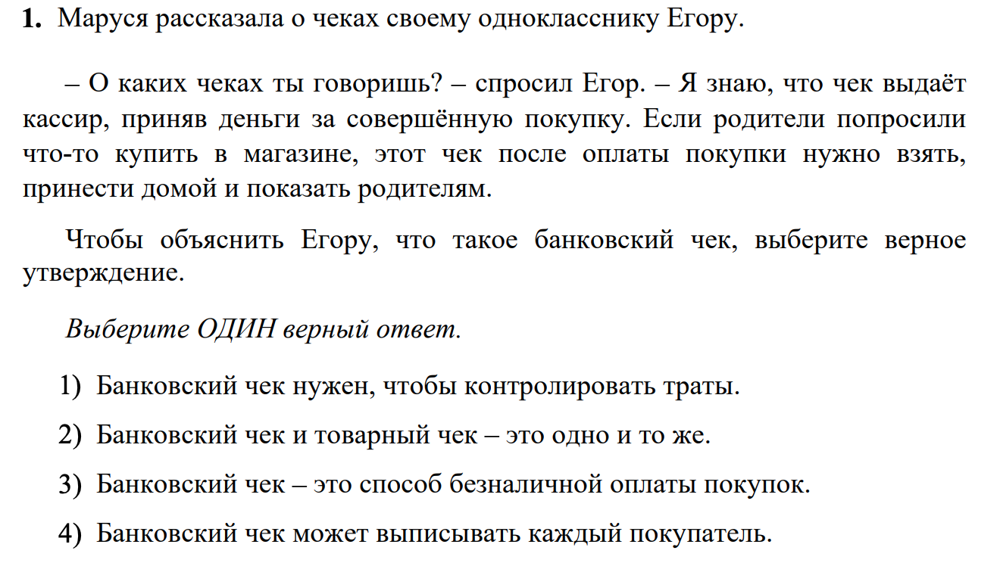 1. Маруся рассказала о чеках своему однокласснику Егору.
– О каких чеках ты говоришь? – спросил Егор. – Я знаю, что чек выдаёт
кассир, приняв деньги за совершённую покупку. Если родители попросили
что-то купить в магазине, этот чек после оплаты покупки нужно взять,
принести домой и показать родителям.
Чтобы объяснить Егору, что такое банковский чек, выберите верное
утверждение.
Выберите ОДИН верный ответ.
1) Банковский чек нужен, чтобы контролировать траты.
2) Банковский чек и товарный чек – это одно и то же.
3) Банковский чек – это способ безналичной оплаты покупок.
4) Банковский чек может выписывать каждый покупатель.